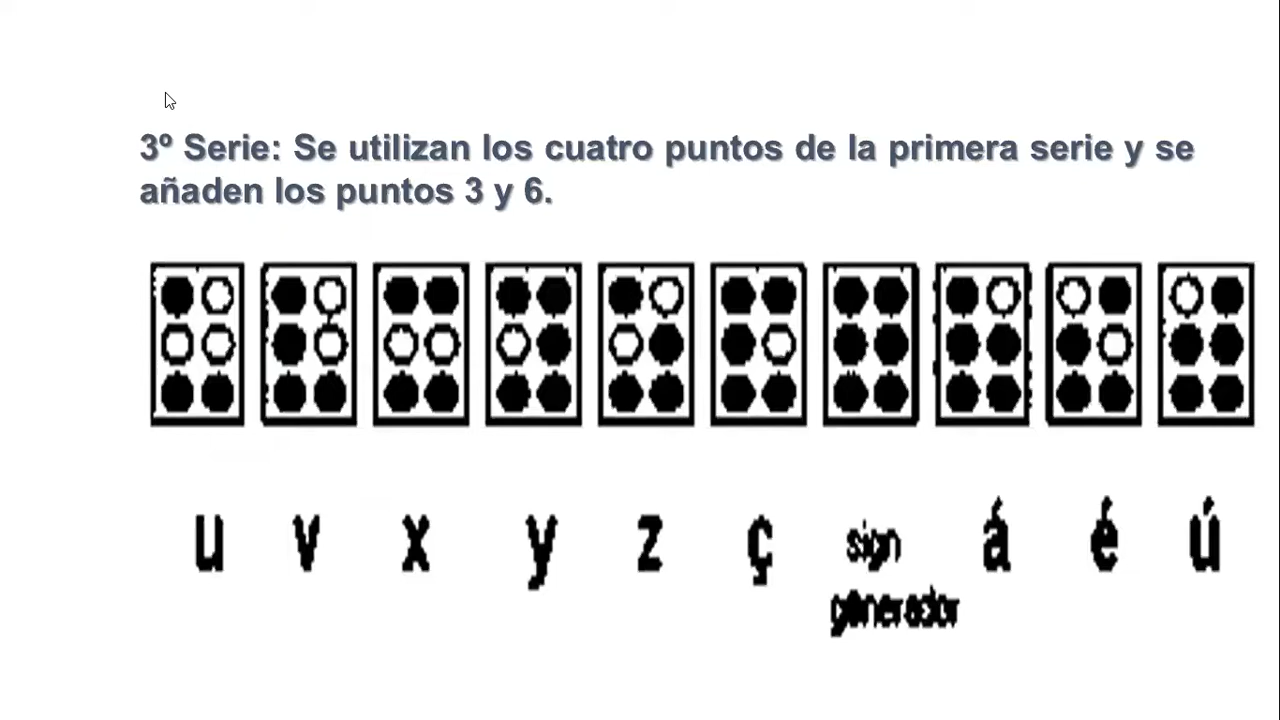 3º Serie: Se utilizan los cuatro puntos de la primera serie y se
añaden los puntos 3 y 6.
u v x y z ç sign á é ú
generador